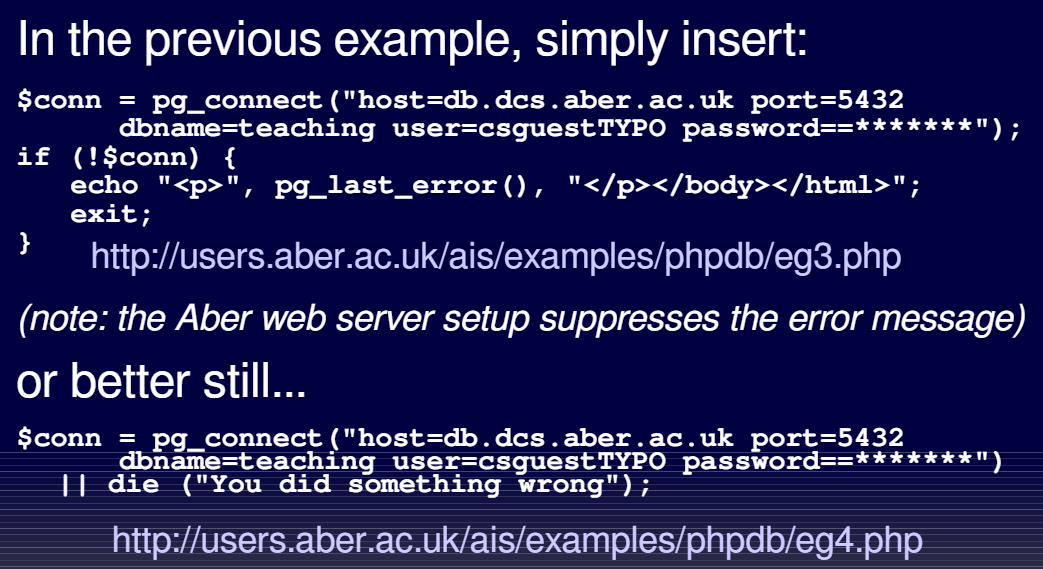 In the previous example, simply insert:
$conn = pg_connect("host=db.dcs.aber.ac.uk port=5432
dbname=teaching user=csguestTYPO password==*******");
if (!$conn) {
echo "<p>", pg_last_error(), "</p></body></html>";
exit;
}
http://users.aber.ac.uk/ais/examples/phpdb/eg3.php
(note: the Aber web server setup suppresses the error message)
or better still...
$conn = pg_connect("host=db.dcs.aber.ac.uk port=5432
dbname=teaching user=csguestTYPO password==*******")
|| die ("You did something wrong");
http://users.aber.ac.uk/ais/examples/phpdb/eg4.php